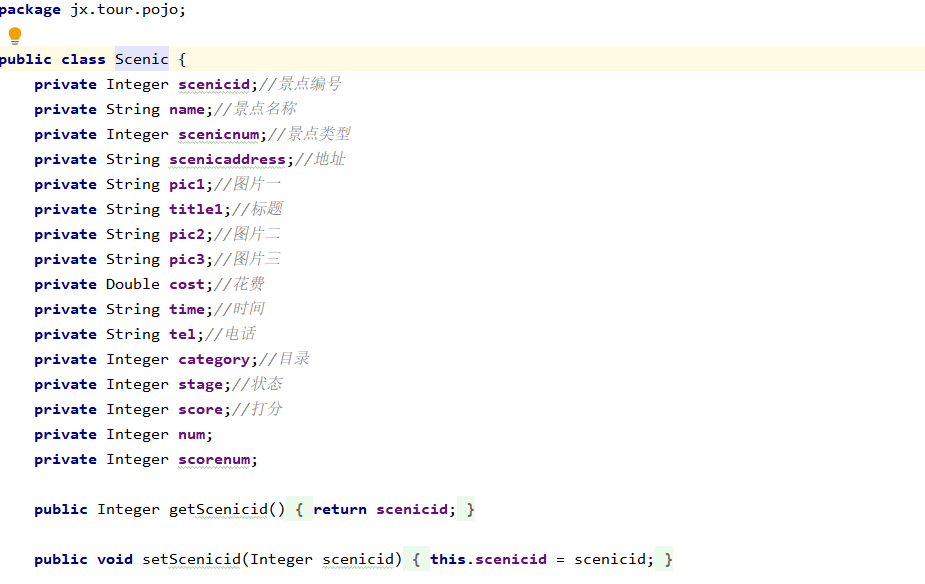 package jx.tour.pojo;
public class Scenic {
private Integer scenicid;//景点编号
private String name;//景点名称
private Integer scenicnum;//景点类型
private String scenicaddress;//地址
private String pic1;//图片一
private String title1;//标题
private String pic2;//图片二
private String pic3;//图片三
private Double cost;//花费
private String time;//时间
private String tel;//电话
private Integer category;//目录
private Integer stage;//状态
private Integer score;//打分
private Integer num;
private Integer scorenum;
public Integer getScenicid() { return scenicid; }
public void setScenicid(Integer scenicid) { this.scenicid = scenicid; }